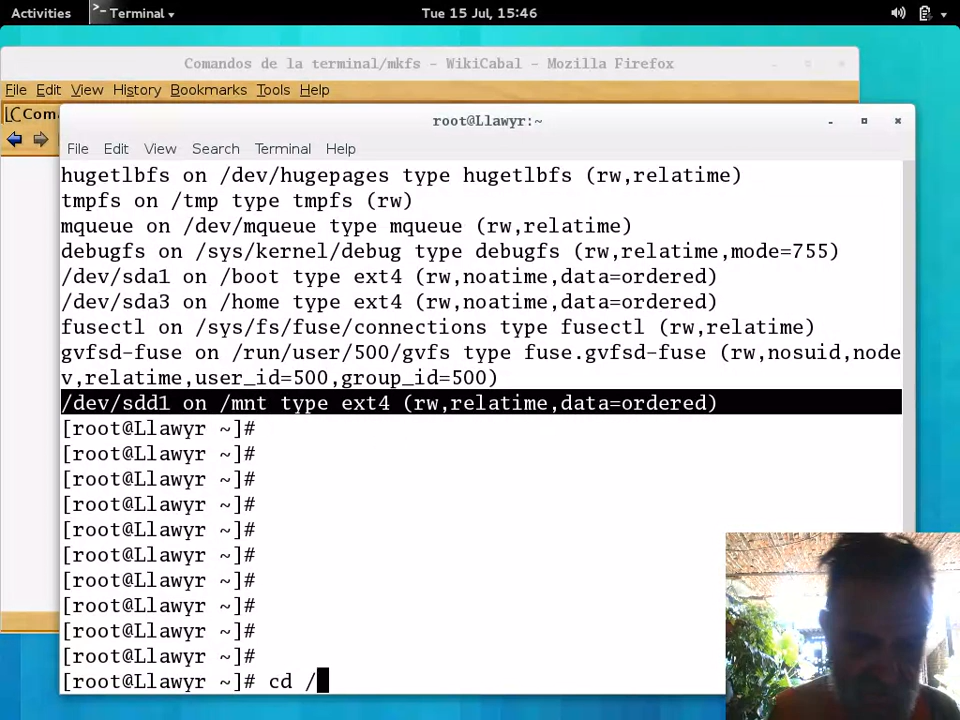 Activities
Terminal
Tue 15 Jul, 15:46
Comandos de la terminal/mkfs - WikiCabal - Mozilla Firefox
File Edit View History Bookmarks Tools Help
Coma
root@Llawyr:~
File Edit View Search Terminal Help
hugetlbfs on /dev/hugepages type hugetlbfs (rw,relatime)
tmpfs on /tmp type tmpfs (rw)
mqueue on /dev/mqueue type mqueue (rw,relatime)
debugfs on /sys/kernel/debug type debugfs (rw,relatime,mode=755)
/dev/sda1 on /boot type ext4 (rw,noatime,data=ordered)
/dev/sda3 on /home type ext4 (rw,noatime,data=ordered)
fusectl on /sys/fs/fuse/connections type fusectl (rw,relatime)
gvfsd-fuse on /run/user/500/gvfs type fuse.gvfsd-fuse (rw,nosuid,node
v,relatime,user_id=500,group_id=500)
/dev/sdd1 on /mnt type ext4 (rw,relatime,data=ordered)
[root@Llawyr ~]#
[root@Llawyr ~]#
[root@Llawyr ~]#
[root@Llawyr ~]#
[root@Llawyr ~]#
[root@Llawyr ~]#
[root@Llawyr ~]#
[root@Llawyr ~]#
[root@Llawyr ~]#
[root@Llawyr ~]#
[root@Llawyr ~]# cd /